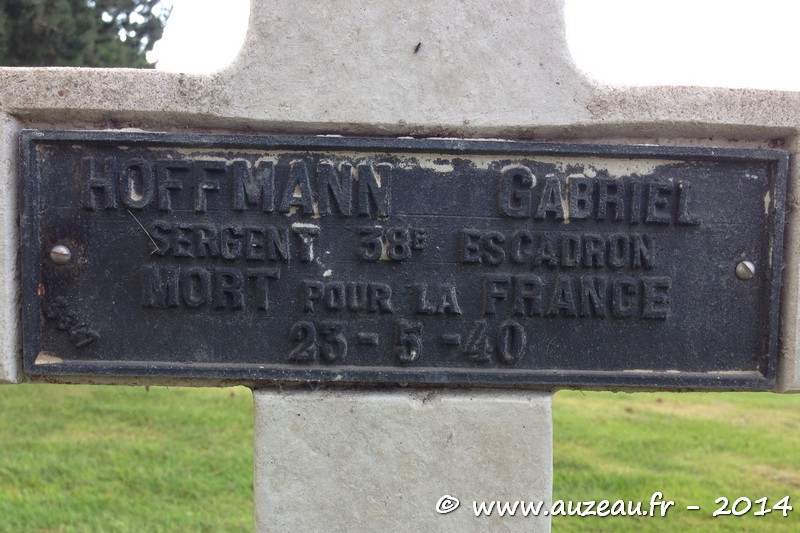 HOFFMANN GABRIEL
SERGENT 38E ESCADRON
MORT POUR LA FRANCE
23-5-40
© www.auzeau.fr - 2014